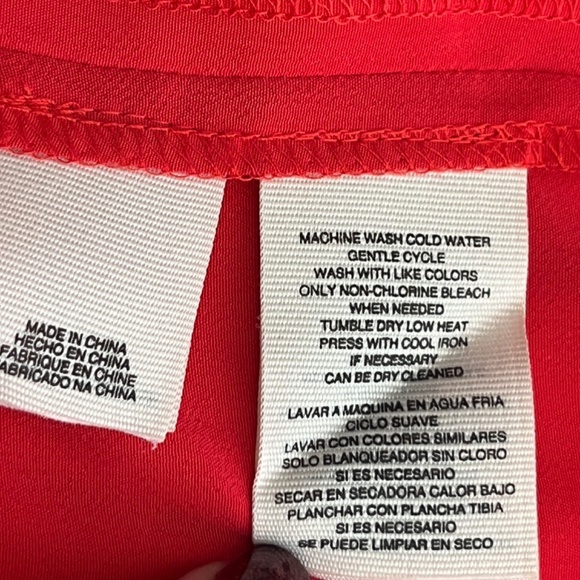 MADE IN CHINA
HECHO EN CHINA
FABRIQUE EN CHINE
FABRICADO NA CHINA
MACHINE WASH COLD WATER
GENTLE CYCLE
WASH WITH LIKE COLORS
ONLY NON-CHLORINE BLEACH
WHEN NEEDED
TUMBLE DRY LOW HEAT
PRESS WITH COOL IRON
IF NECESSARY
CAN BE DRY CLEANED
LAVAR A MAQUINA EN AGUA FRIA
CICLO SUAVE
LAVAR CON COLORES SIMILARES
SOLO BLANQUEADOR SIN CLORO
SI ES NECESARIO
SECAR EN SECADORA CALOR BAJO
PLANCHAR CON PLANCHA TIBIA
SI ES NECESARIO
SE PUEDE LIMPIAR EN SECO